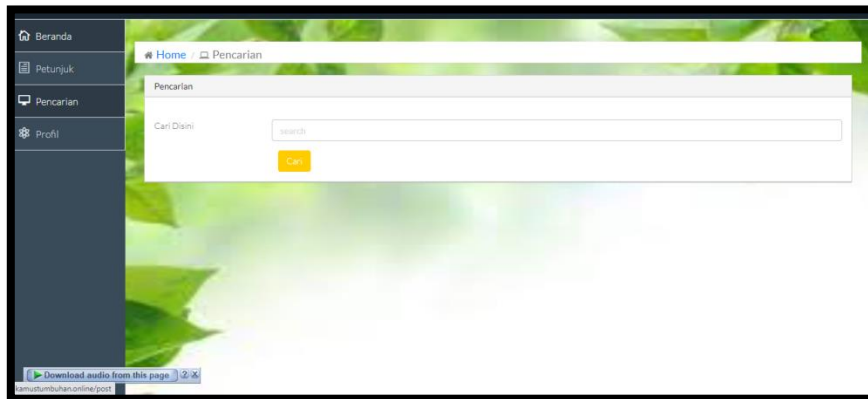 Beranda
Petunjuk
Pencarian
Profil
Home / Pencarian
Pencarian
Cari Disini
search
Cari
Download audio from this page ? X
kamustumbuhan.online/post